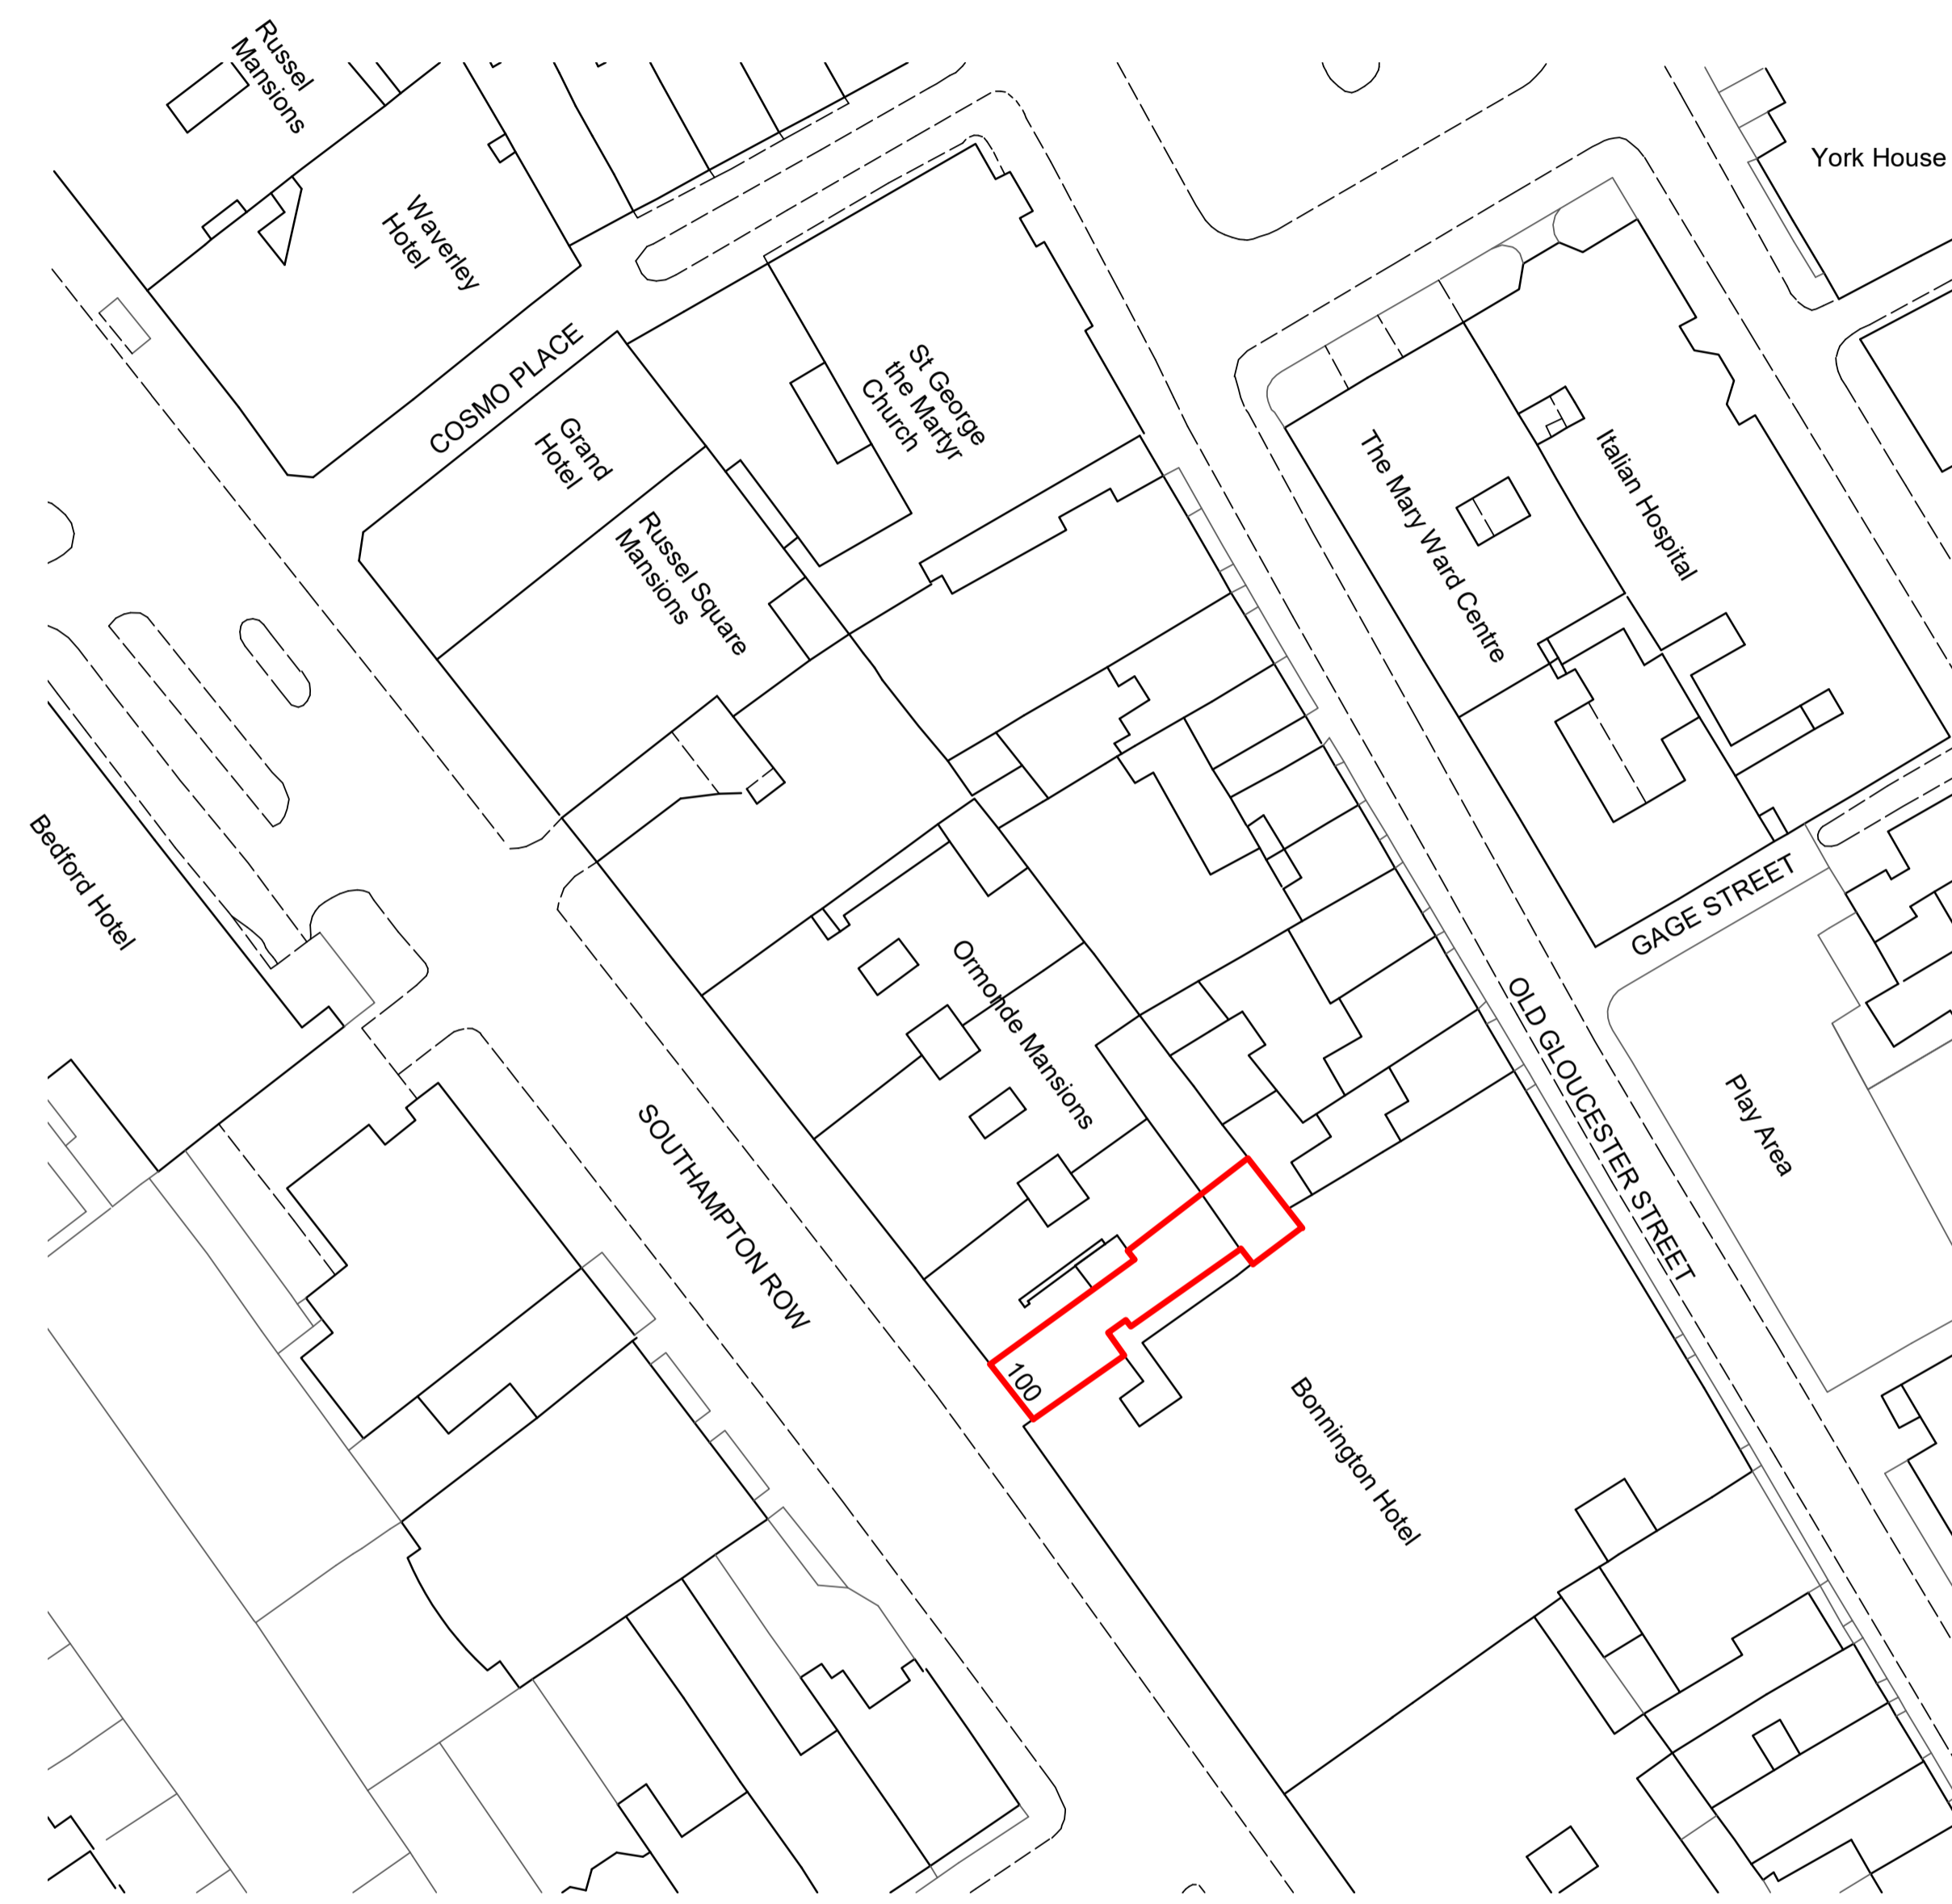 Russel
Mansions
York House
Waverley
Hotel
COSMO PLACE
Grand
Hotel
St George
the Martyr
Church
The Mary Ward Centre
Italian Hospital
Russel Square
Mansions
Bedford Hotel
Ormonde Mansions
GAGE STREET
OLD GLOUCESTER STREET
Play Area
SOUTHAMPTON ROW
100
Bonnington Hotel